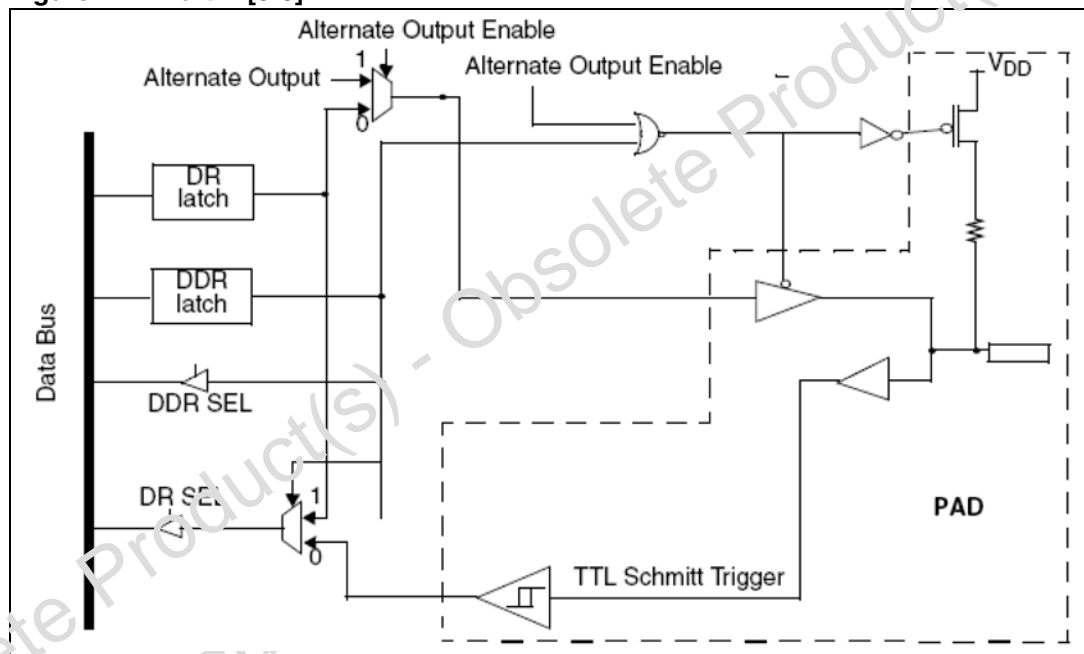 Alternate Output Enable
1
Alternate Output
0
Alternate Output Enable
VDD
DR
latch
DDR
latch
Data Bus
DDR SEL
DR SEL
1
0
TTL Schmitt Trigger
PAD
Obsolete Product(s) - Obsolete Product(s)